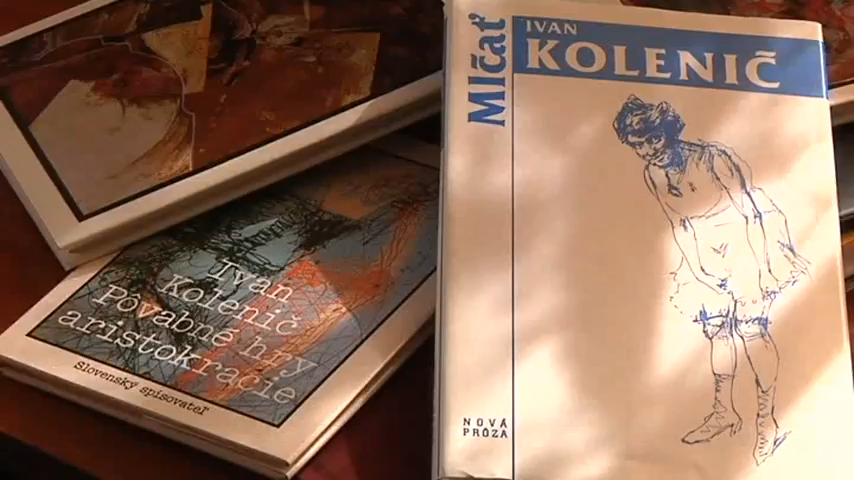 Ivan
Kolenič
Pôvabné hry
aristokracie
Slovenský spisovateľ
Mlčať
IVAN
KOLENIČ
NOVÁ
PRÓZA